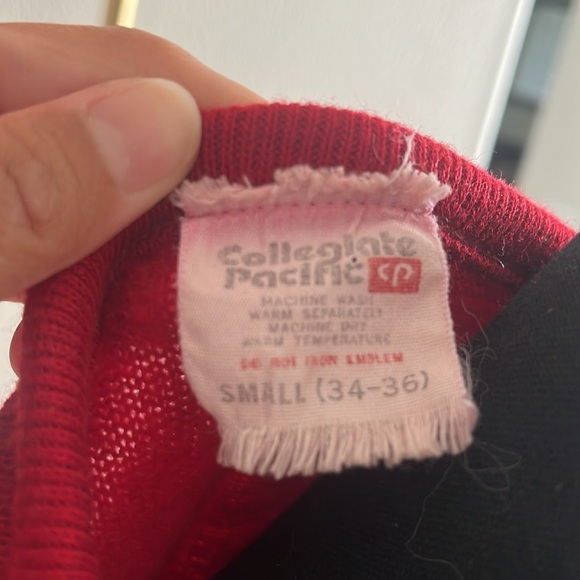 Collegiate
Pacific cp
MACHINE WASH
WARM SEPARATELY
MACHINE DRY
WARM TEMPERATURE
DO NOT IRON EMBLEM
SMALL (34-36)